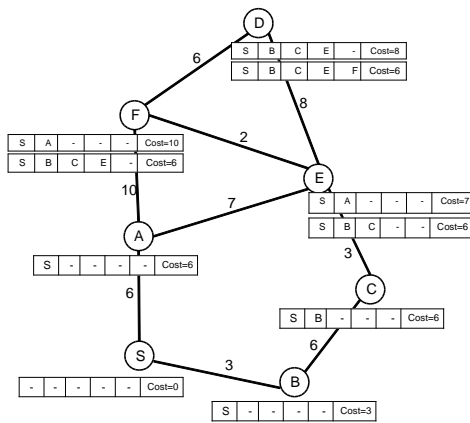 D
6
S B C E - Cost=8
S B C E F Cost=6
8
F
2
S A - - - Cost=10
S B C E - Cost=6
E
10
7
S A - - - Cost=7
S B C - - Cost=6
A
3
S - - - - Cost=6
C
6
S B - - - Cost=6
6
S
3
B
- - - - - Cost=0
S - - - - Cost=3